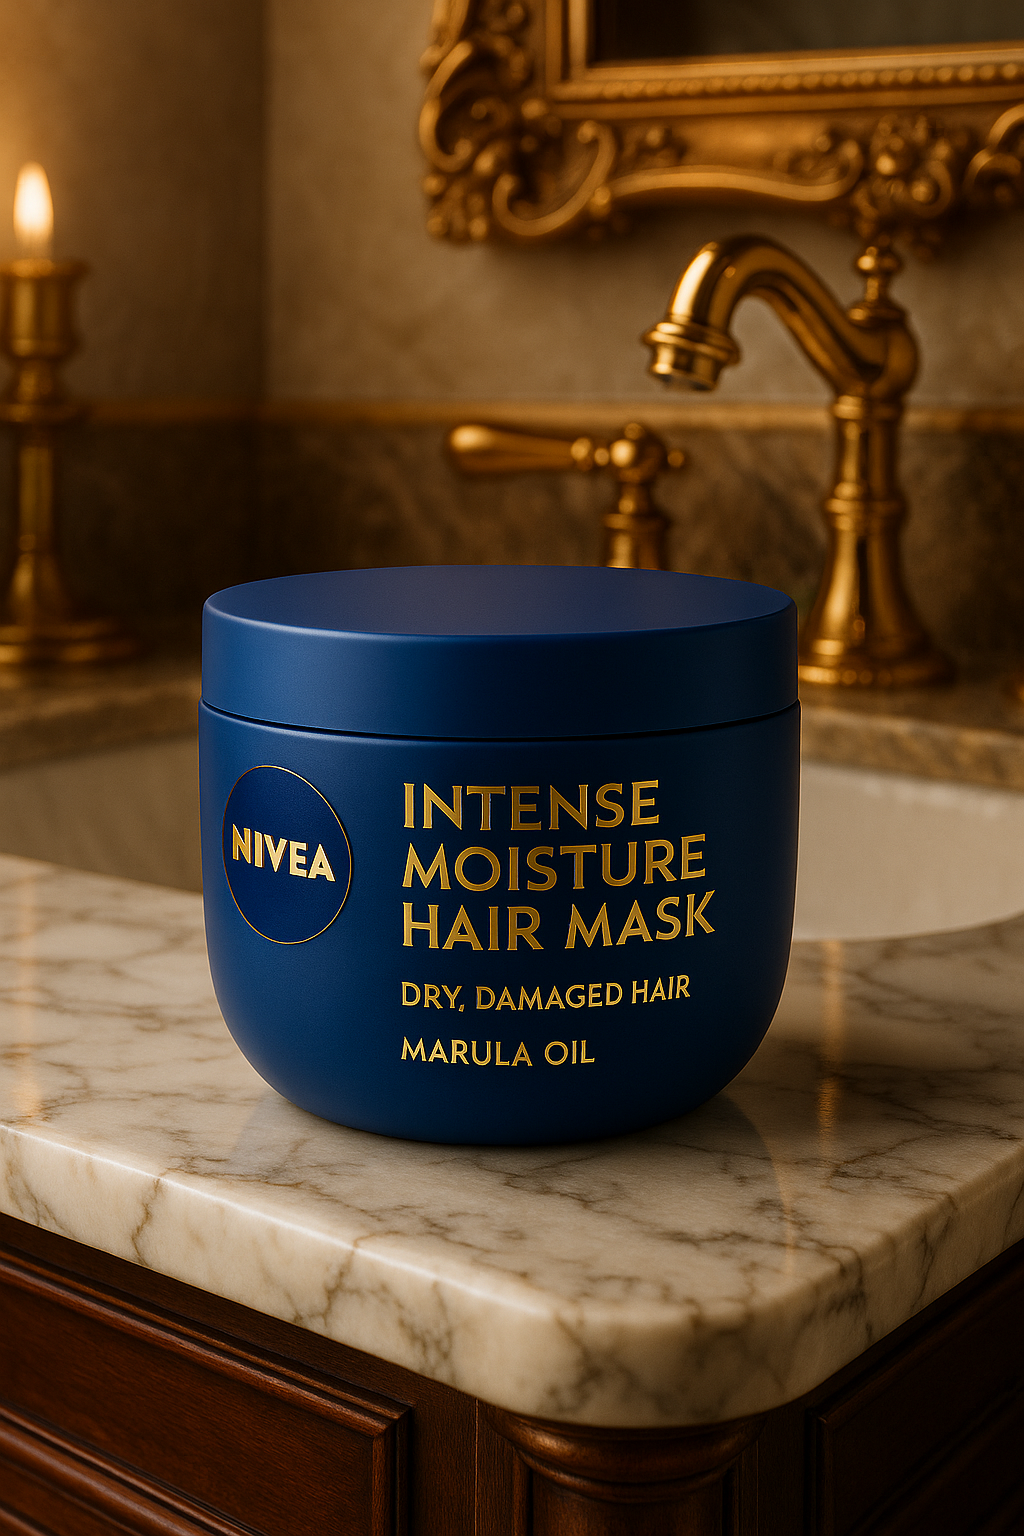 NIVEA
INTENSE
MOISTURE
HAIR MASK
DRY, DAMAGED HAIR
MARULA OIL